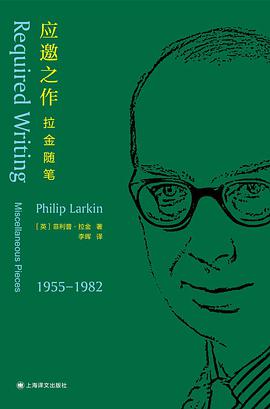 应邀之作
拉金随笔
Required Writing
Miscellaneous Pieces
Philip Larkin
[英] 菲利普·拉金 著
李晖 译
1955–1982
上海译文出版社